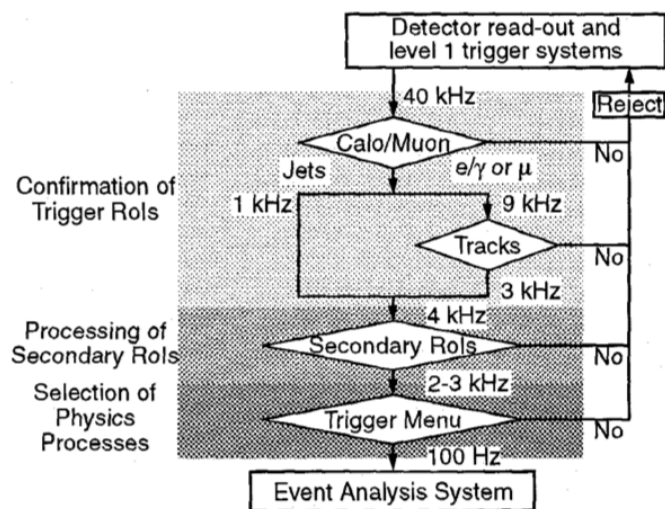 Detector read-out and
level 1 trigger systems
40 kHz
Reject
Calo/Muon
No
Jets
e/γ or μ
Confirmation of
Trigger RoIs
1 kHz
9 kHz
Tracks
No
3 kHz
4 kHz
Processing of
Secondary RoIs
Secondary RoIs
No
2-3 kHz
Selection of
Physics
Processes
Trigger Menu
No
100 Hz
Event Analysis System